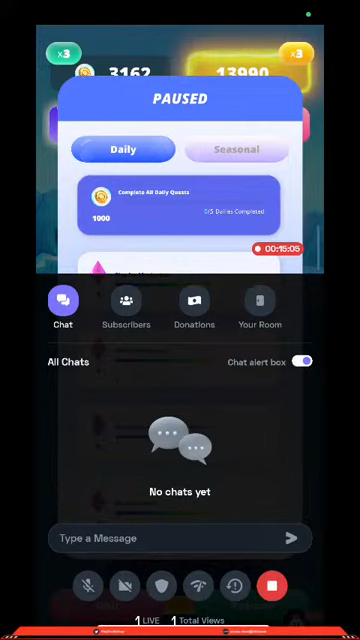 x3
3162
13990
x3
PAUSED
Daily
Seasonal
Complete All Daily Quests
1000
0/5 Dailies Completed
00:15:05
Chat
Subscribers
Donations
Your Room
All Chats
Chat alert box
No chats yet
Type a Message
1 LIVE
1 Total Views